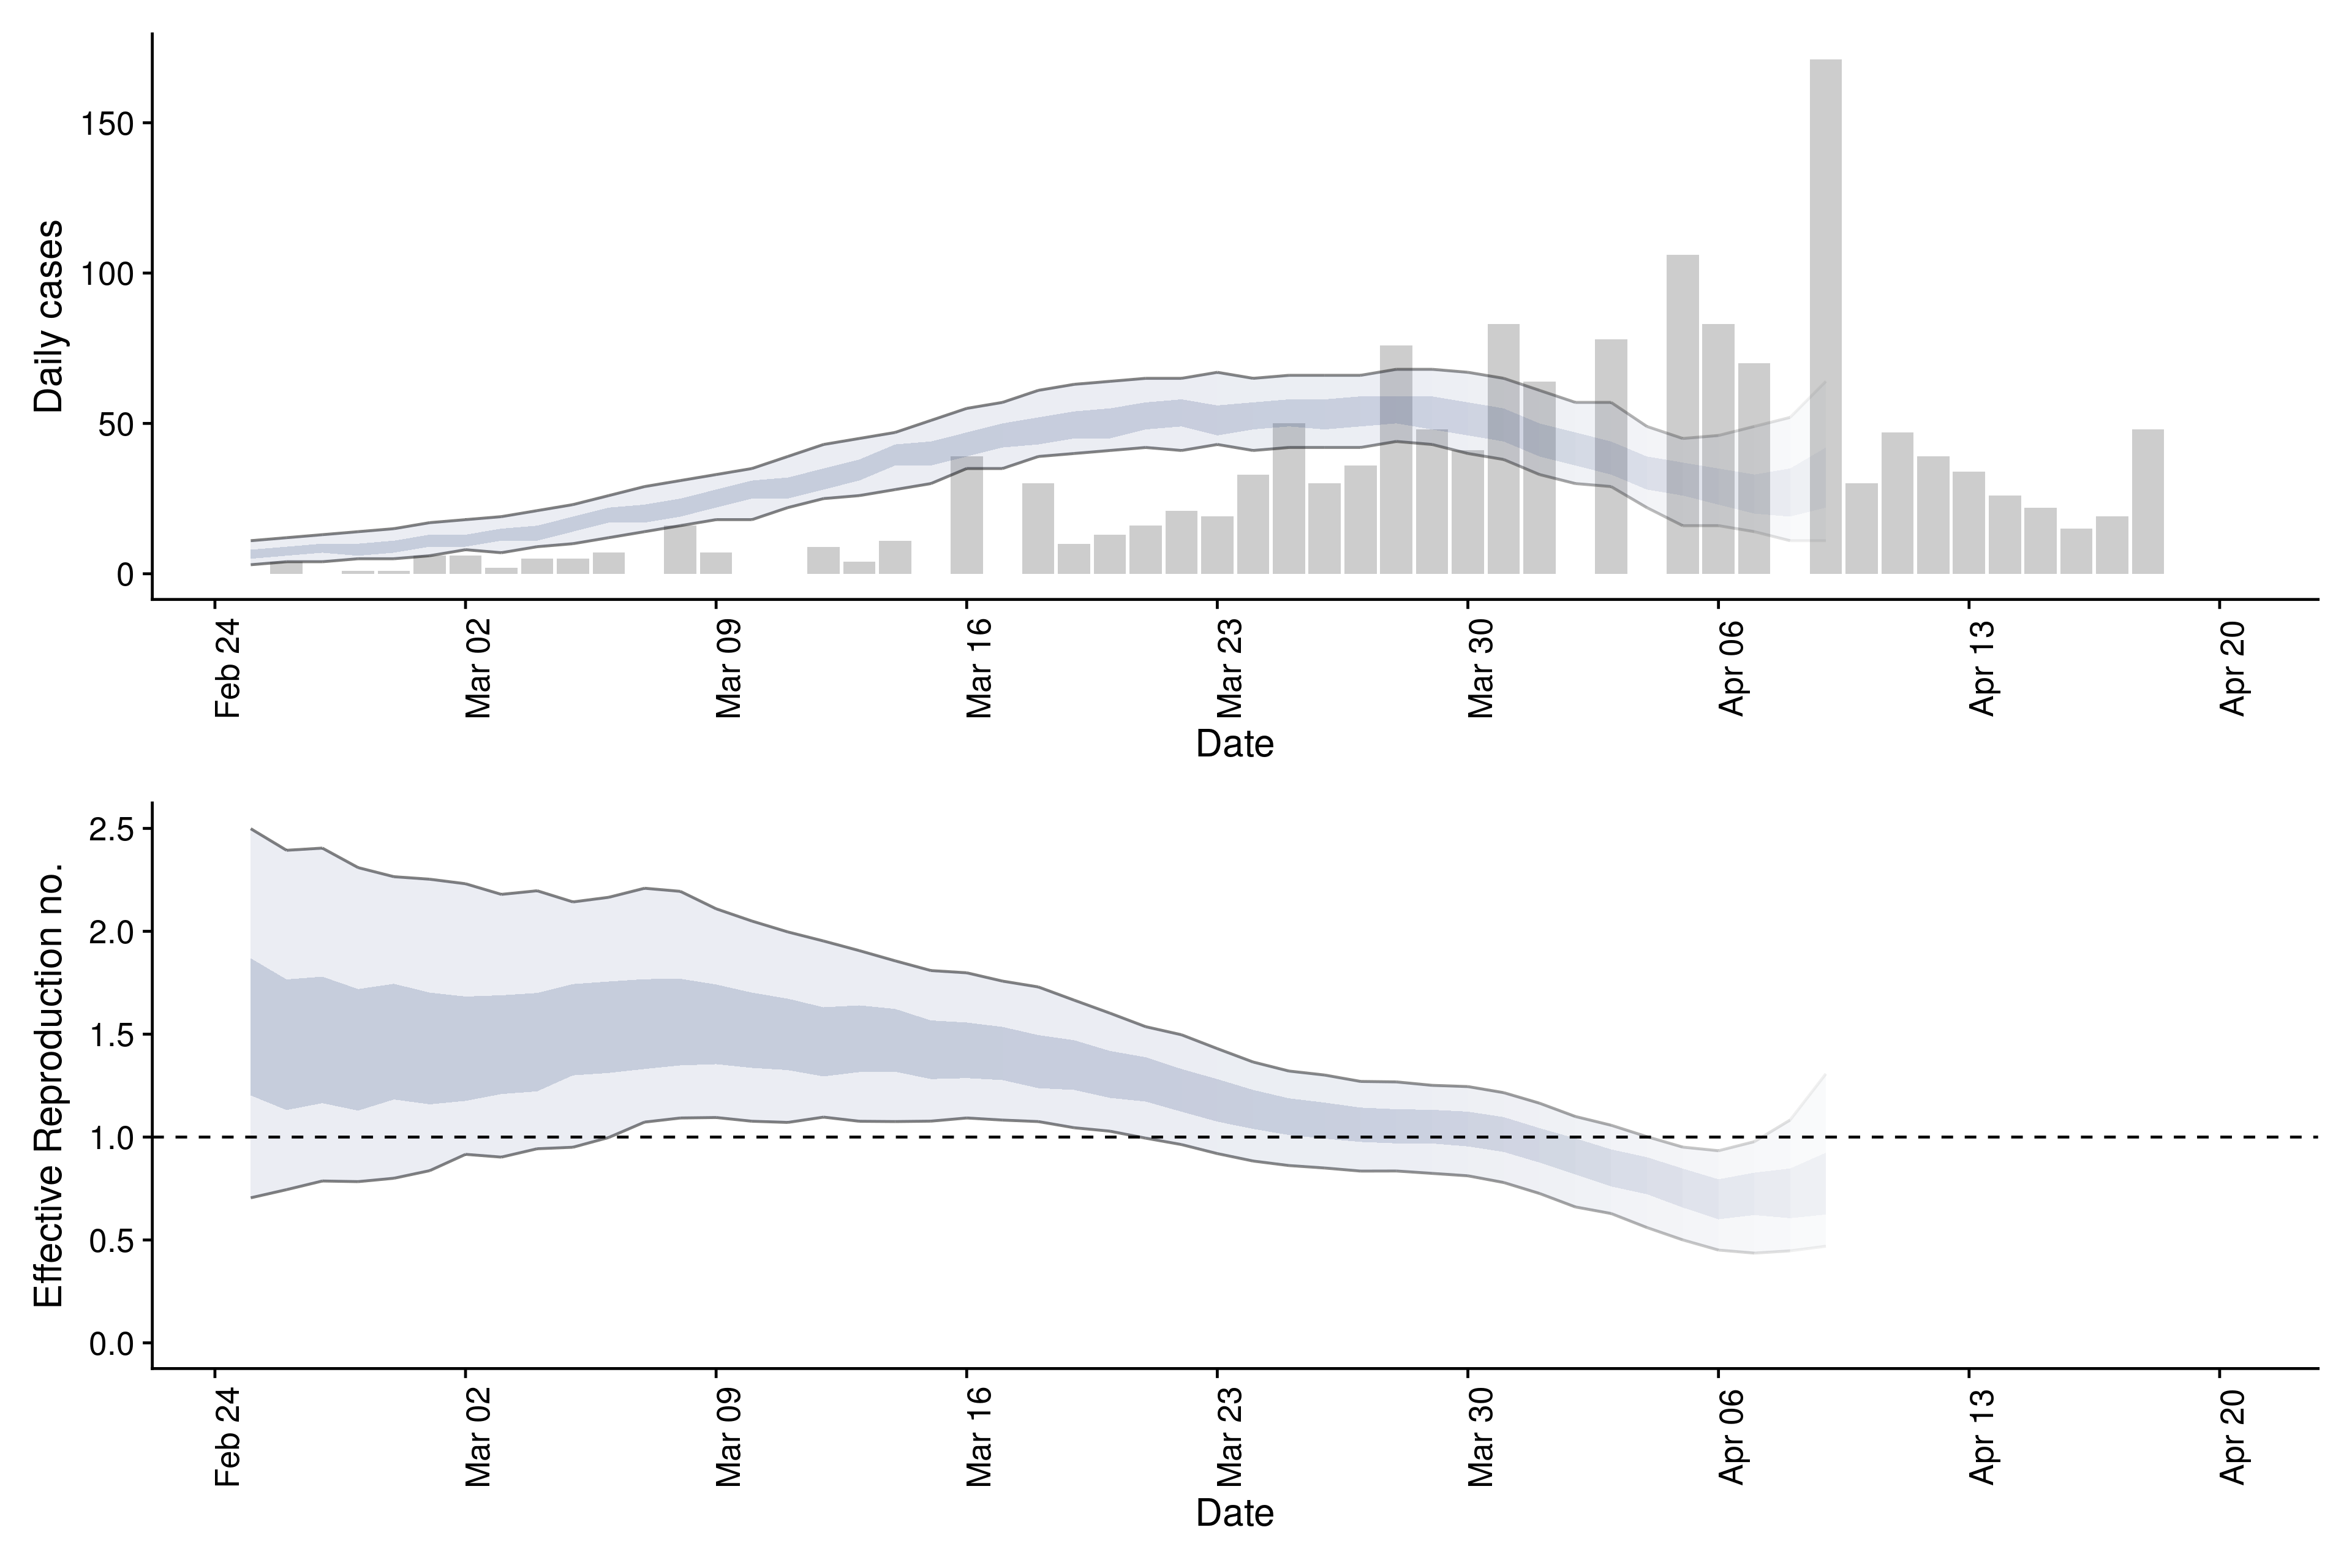 Daily cases
150
100
50
0
Feb 24
Mar 02
Mar 09
Mar 16
Mar 23
Mar 30
Apr 06
Apr 13
Apr 20
Date
Effective Reproduction no.
2.5
2.0
1.5
1.0
0.5
0.0
Feb 24
Mar 02
Mar 09
Mar 16
Mar 23
Mar 30
Apr 06
Apr 13
Apr 20
Date